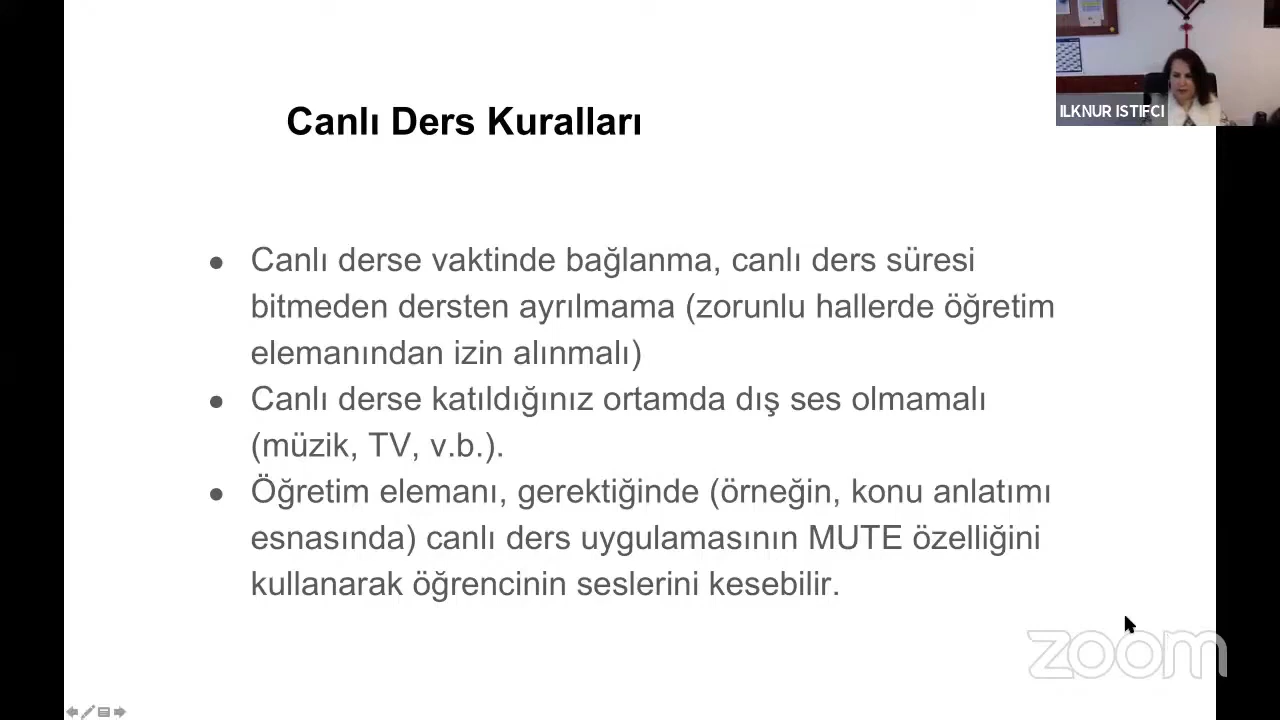 ILKNUR ISTIFCI
Canlı Ders Kuralları
● Canlı derse vaktinde bağlanma, canlı ders süresi
bitmeden dersten ayrılmama (zorunlu hallerde öğretim
elemanından izin alınmalı)
● Canlı derse katıldığınız ortamda dış ses olmamalı
(müzik, TV, v.b.).
● Öğretim elemanı, gerektiğinde (örneğin, konu anlatımı
esnasında) canlı ders uygulamasının MUTE özelliğini
kullanarak öğrencinin seslerini kesebilir.
zoom